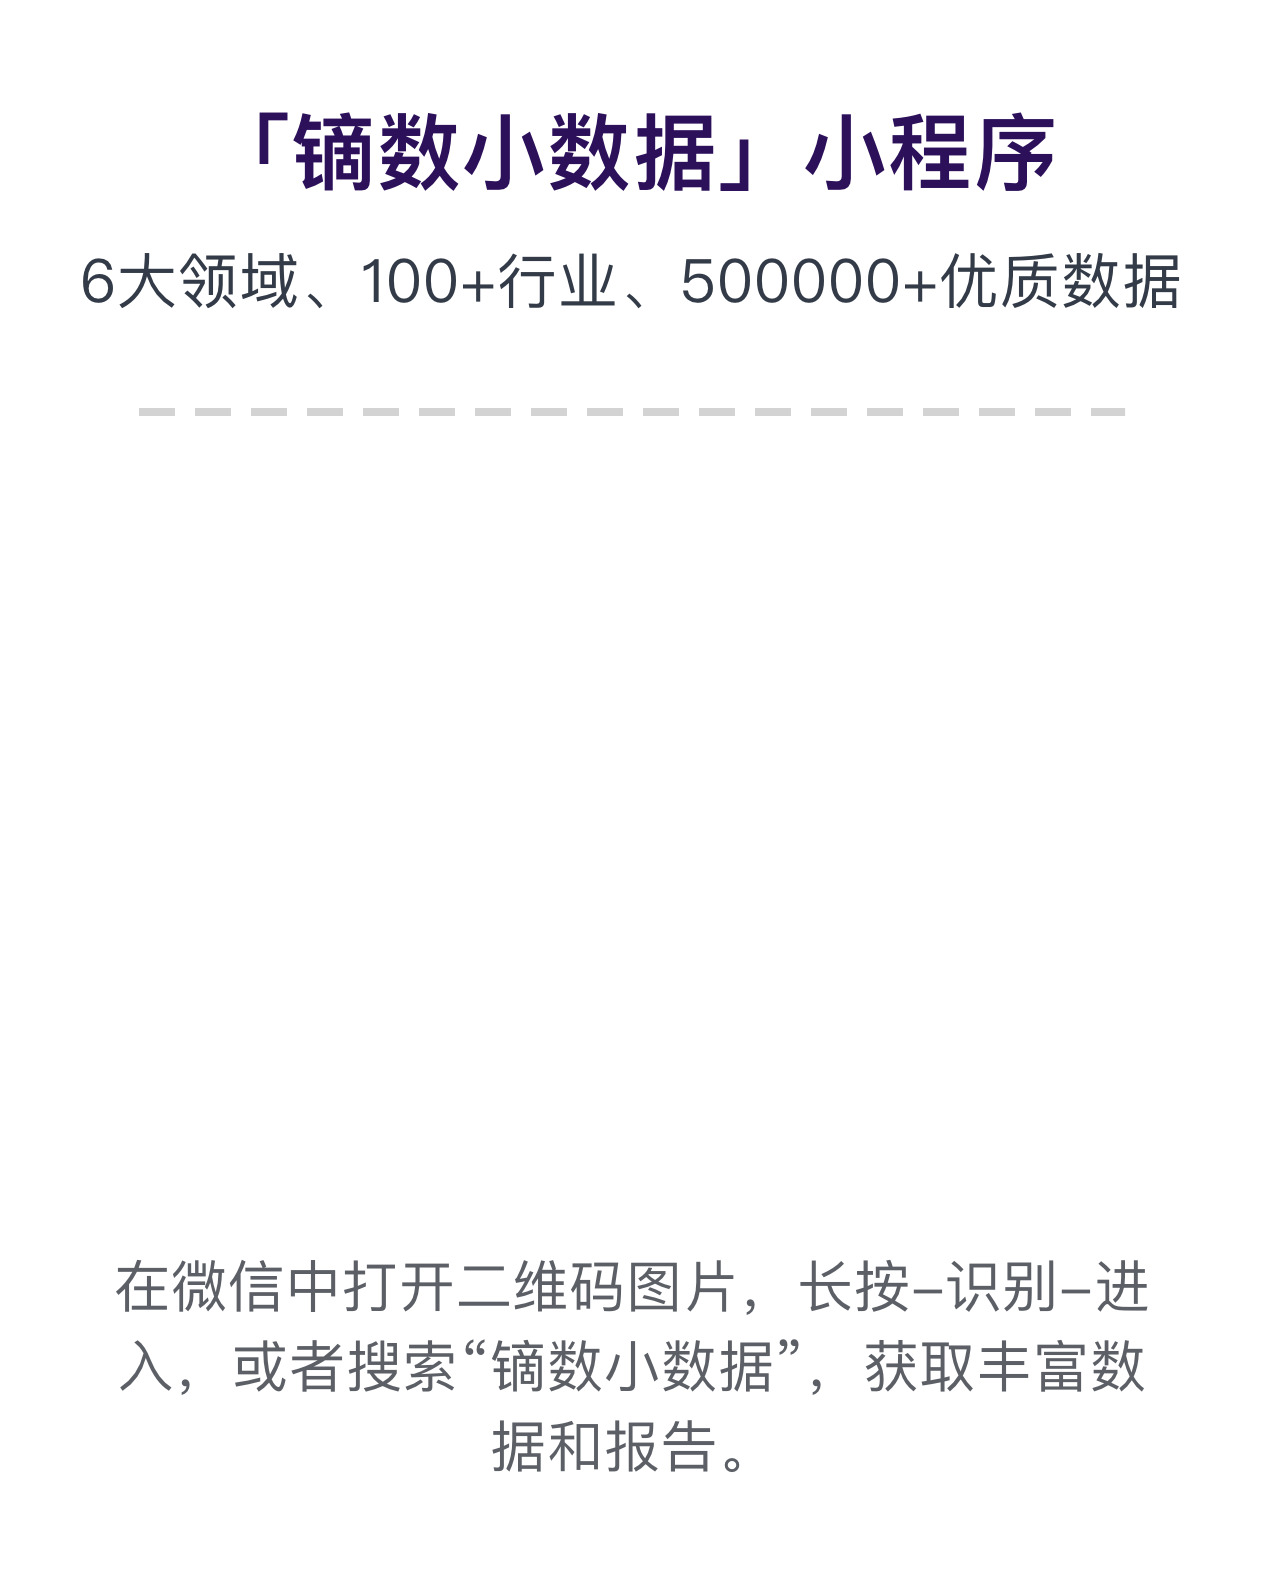 「镝数小数据」小程序
6大领域、100+行业、500000+优质数据
在微信中打开二维码图片，长按–识别–进
入，或者搜索“镝数小数据”，获取丰富数
据和报告。